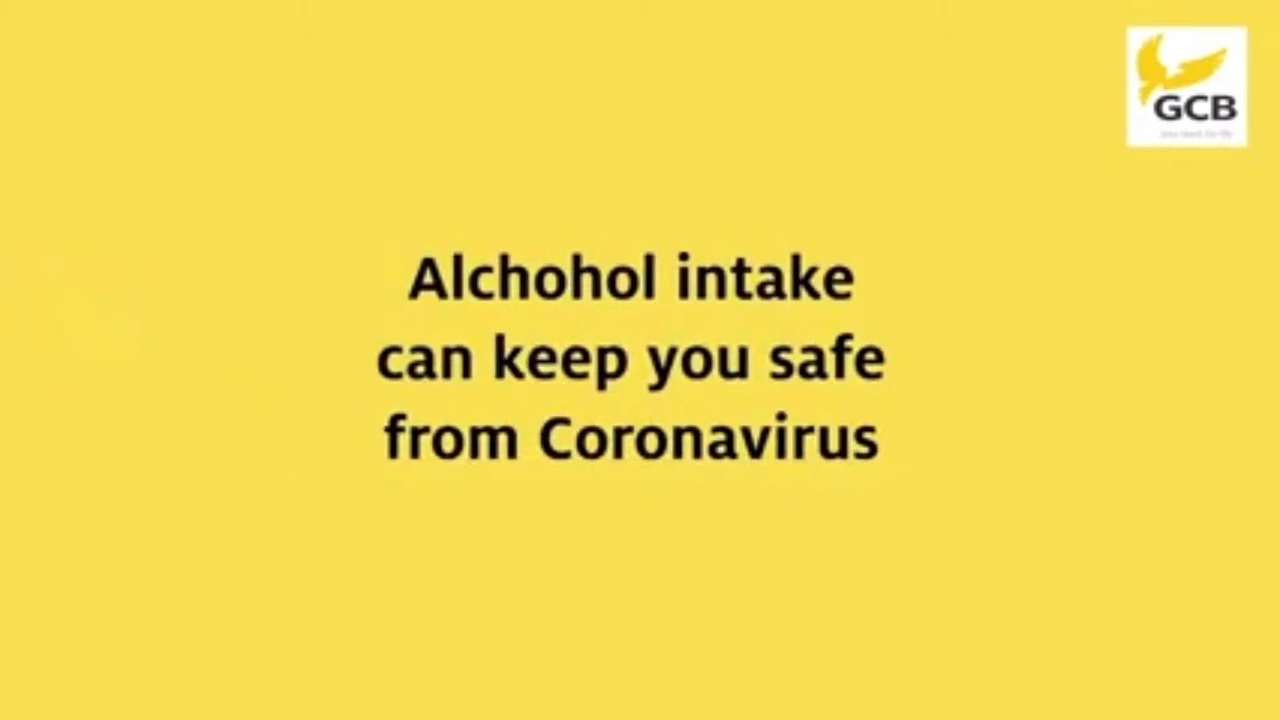 GCB
Alchohol intake
can keep you safe
from Coronavirus